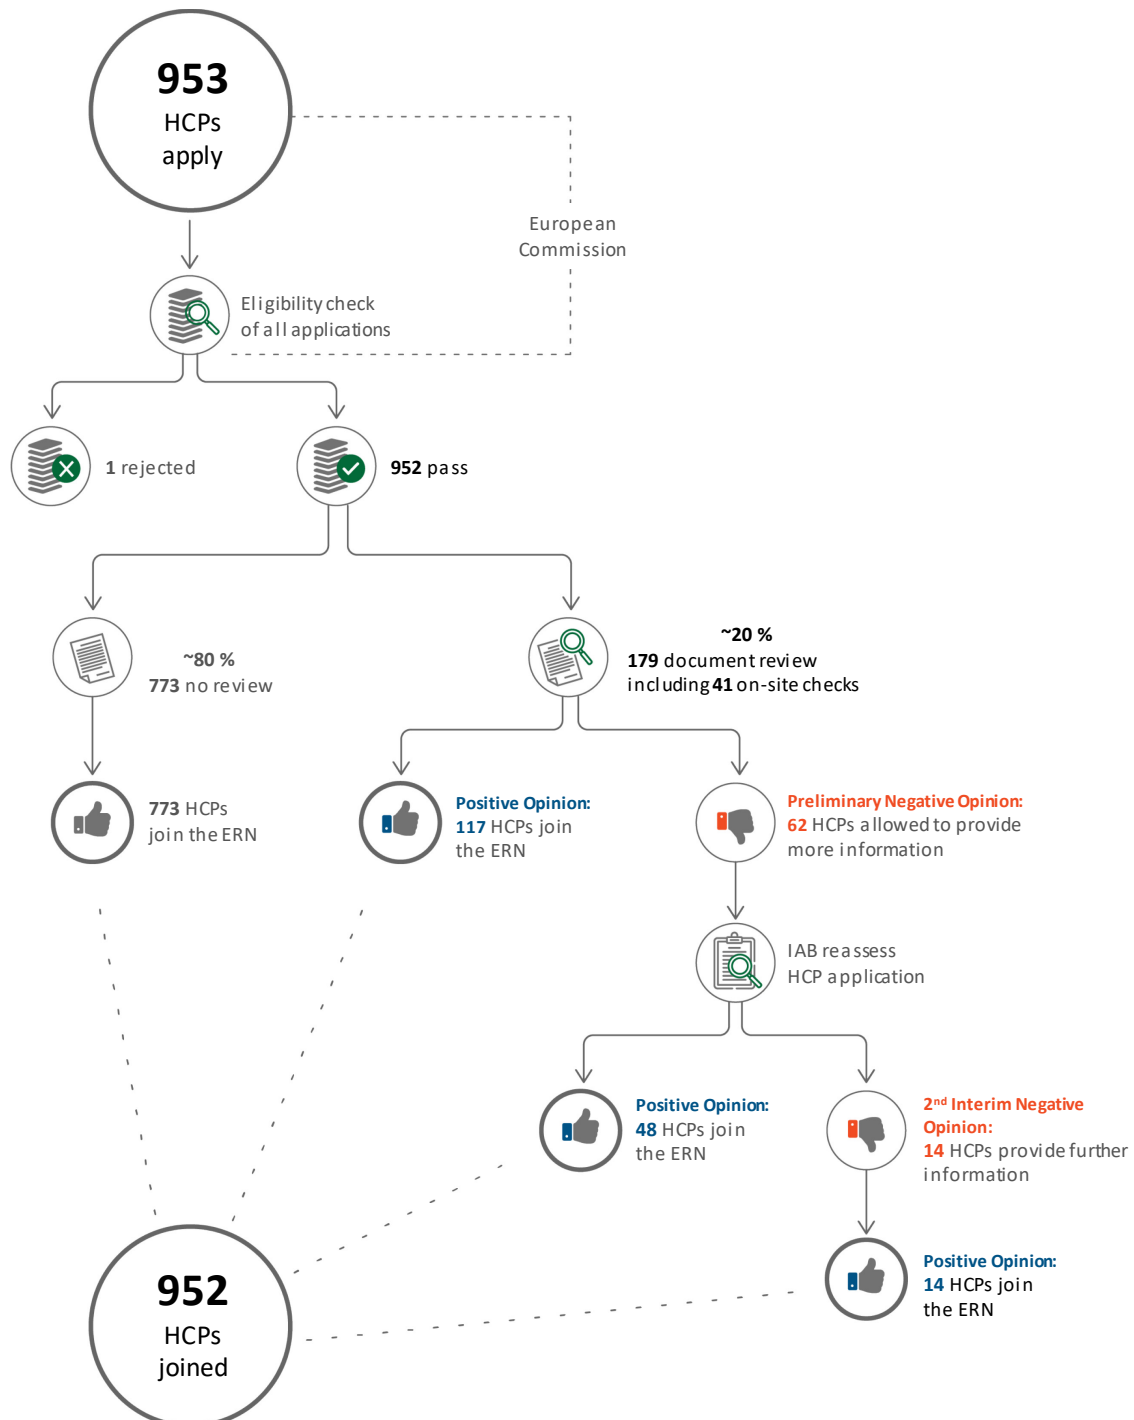 953
HCPs
apply
European
Commission
Eligibility check
of all applications
1 rejected
952 pass
~80 %
773 no review
~20 %
179 document review
including 41 on-site checks
773 HCPs
join the ERN
Positive Opinion:
117 HCPs join
the ERN
Preliminary Negative Opinion:
62 HCPs allowed to provide
more information
IAB reassess
HCP application
Positive Opinion:
48 HCPs join
the ERN
2nd Interim Negative
Opinion:
14 HCPs provide further
information
Positive Opinion:
14 HCPs join
the ERN
952
HCPs
joined